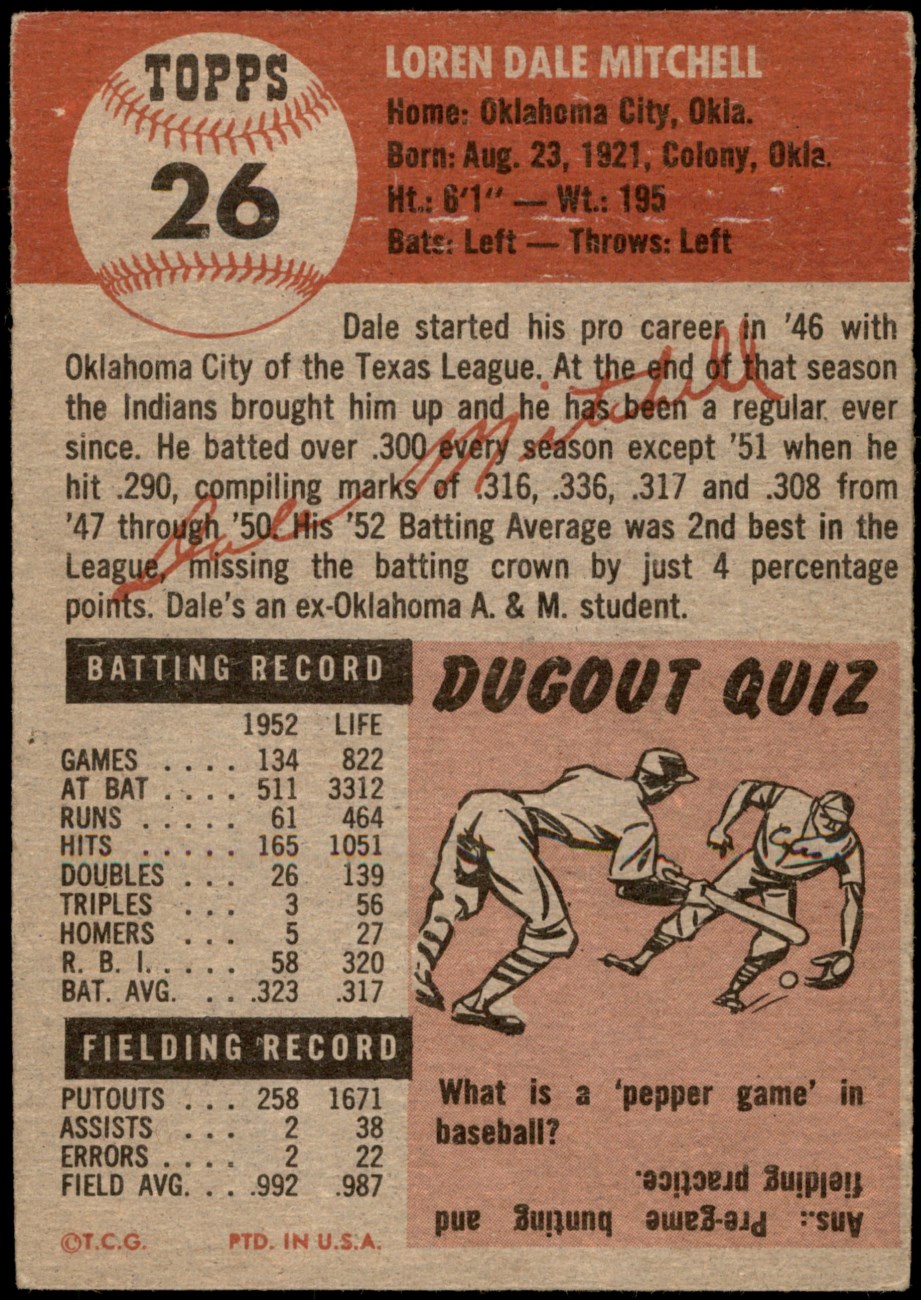 TOPPS
26
LOREN DALE MITCHELL
Home: Oklahoma City, Okla.
Born: Aug. 23, 1921, Colony, Okla.
Ht.: 6'1" — Wt.: 195
Bats: Left — Throws: Left
Dale started his pro career in '46 with
Oklahoma City of the Texas League. At the end of that season
the Indians brought him up and he has been a regular ever
since. He batted over .300 every season except '51 when he
hit .290, compiling marks of .316, .336, .317 and .308 from
'47 through '50. His '52 Batting Average was 2nd best in the
League, missing the batting crown by just 4 percentage
points. Dale's an ex-Oklahoma A. & M. student.
Dale Mitchell
BATTING RECORD
1952 LIFE
GAMES . . . . 134 822
AT BAT . . . . 511 3312
RUNS . . . . . 61 464
HITS . . . . . 165 1051
DOUBLES . . . 26 139
TRIPLES . . . 3 56
HOMERS . . . 5 27
R. B. I. . . . . 58 320
BAT. AVG. . . .323 .317
FIELDING RECORD
PUTOUTS . . . 258 1671
ASSISTS . . . 2 38
ERRORS . . . . 2 22
FIELD AVG. . . .992 .987
©T.C.G. PTD. IN U.S.A.
DUGOUT QUIZ
What is a 'pepper game' in
baseball?
Ans.: Pre-game bunting and
fielding practice.